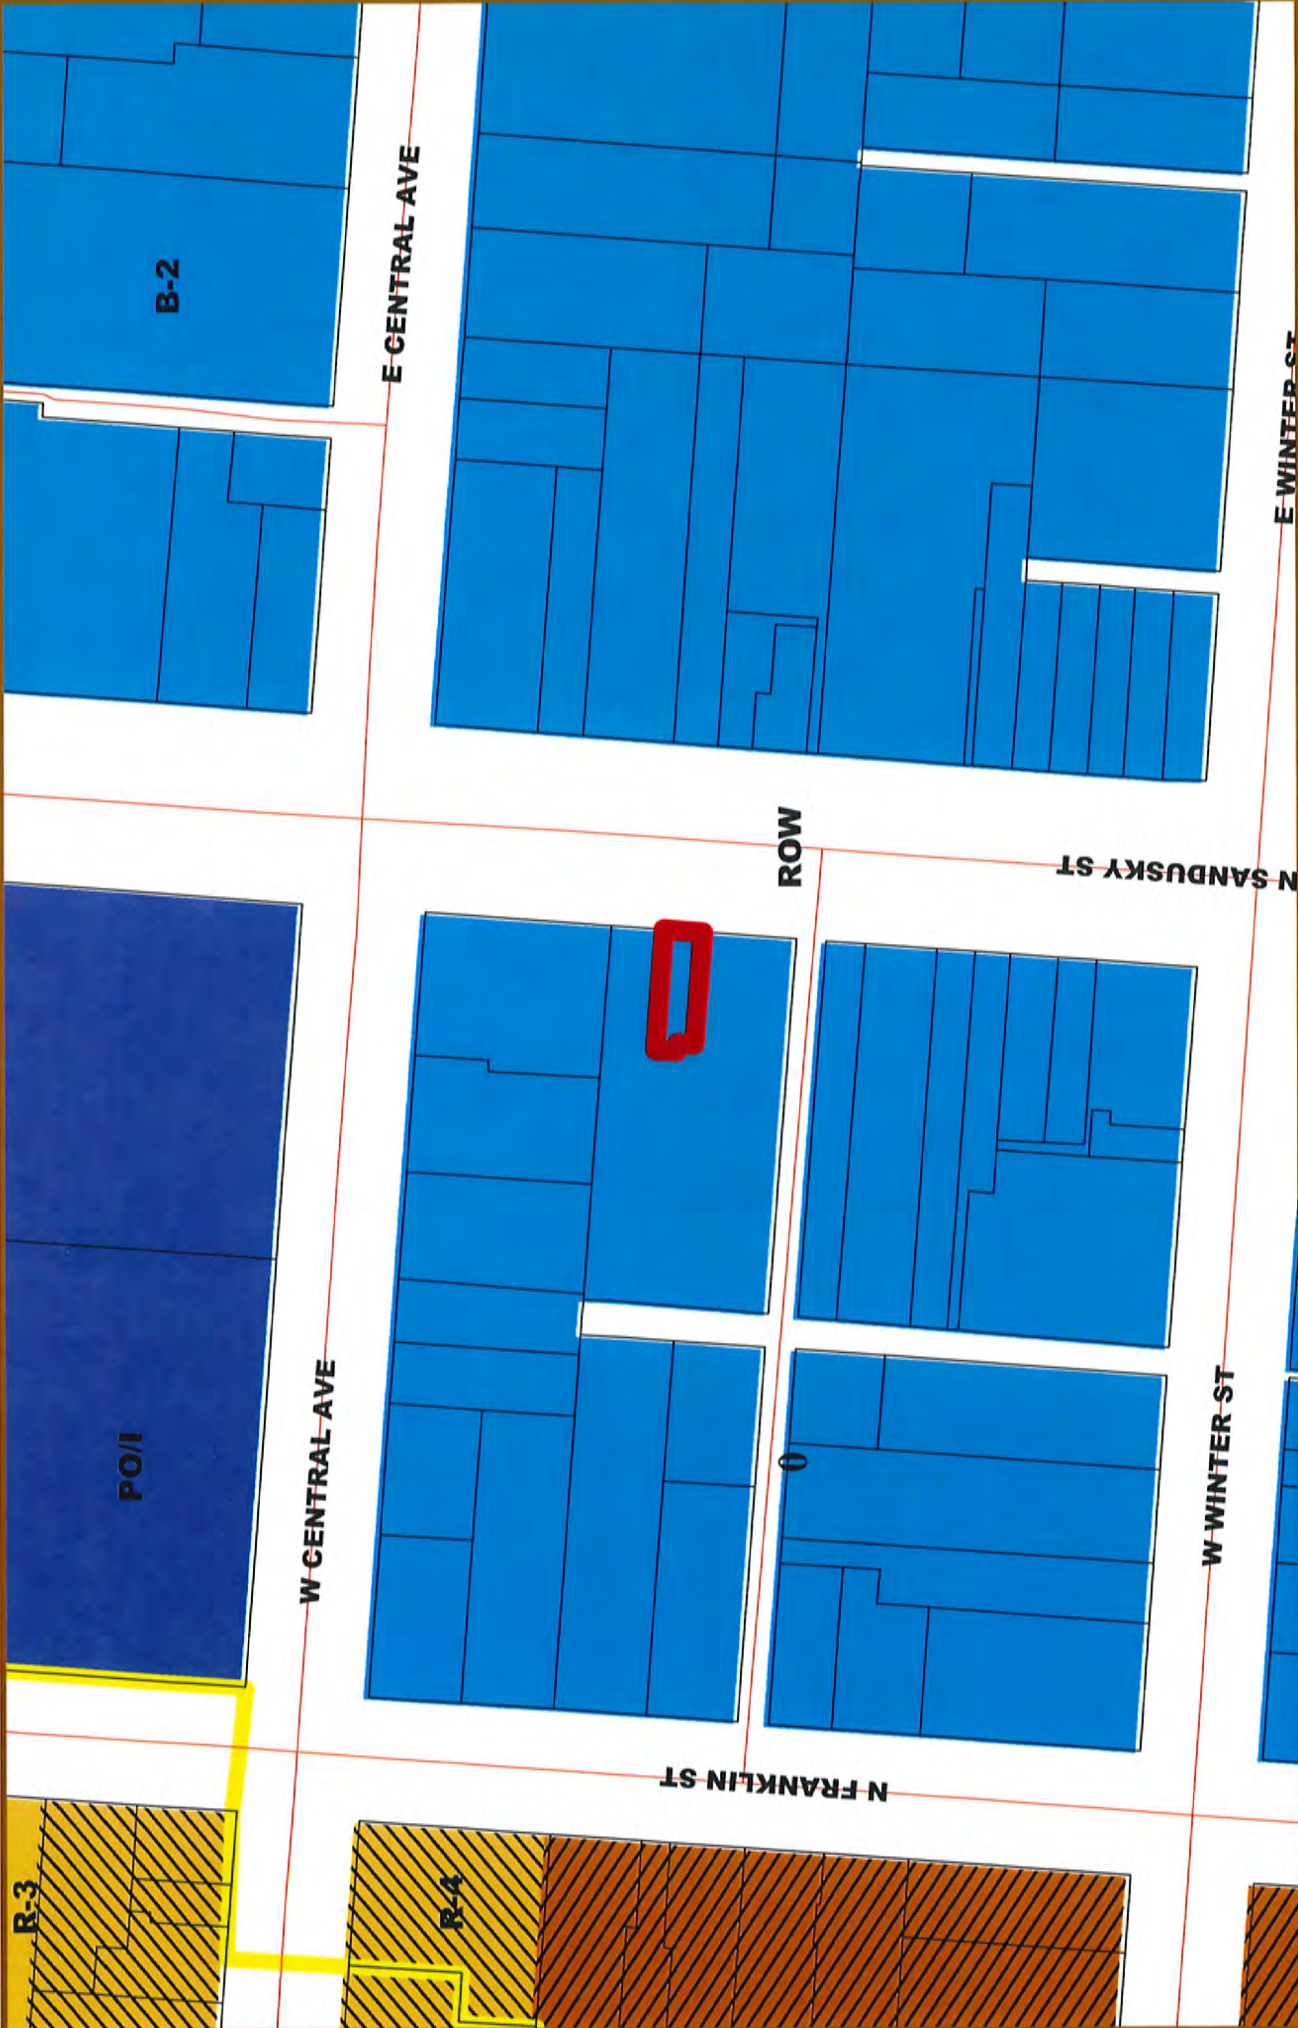 B-2
E CENTRAL AVE
E WINTER ST
ROW
N SANDUSKY ST
PO/I
W CENTRAL AVE
0
W WINTER ST
N FRANKLIN ST
R-3
R-4